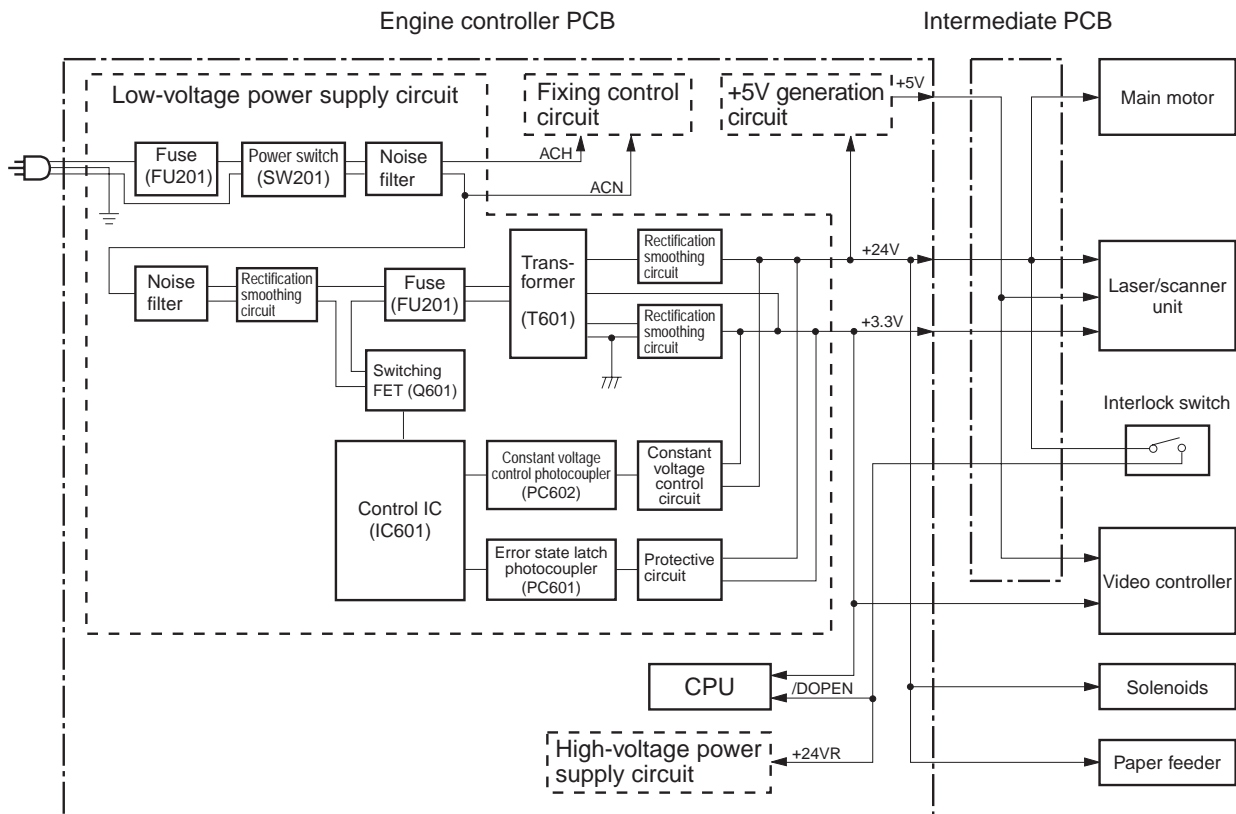 Engine controller PCB
Intermediate PCB
Low-voltage power supply circuit
Fixing control
circuit
+5V generation
circuit
+5V
Main motor
Fuse
(FU201)
Power switch
(SW201)
Noise
filter
ACH
ACN
Noise
filter
Rectification
smoothing
circuit
Fuse
(FU201)
Trans-
former
(T601)
Rectification
smoothing
circuit
+24V
Rectification
smoothing
circuit
+3.3V
Laser/scanner
unit
Switching
FET (Q601)
Interlock switch
Control IC
(IC601)
Constant voltage
control photocoupler
(PC602)
Constant
voltage
control
circuit
Error state latch
photocoupler
(PC601)
Protective
circuit
Video controller
CPU
/DOPEN
Solenoids
High-voltage power
supply circuit
+24VR
Paper feeder